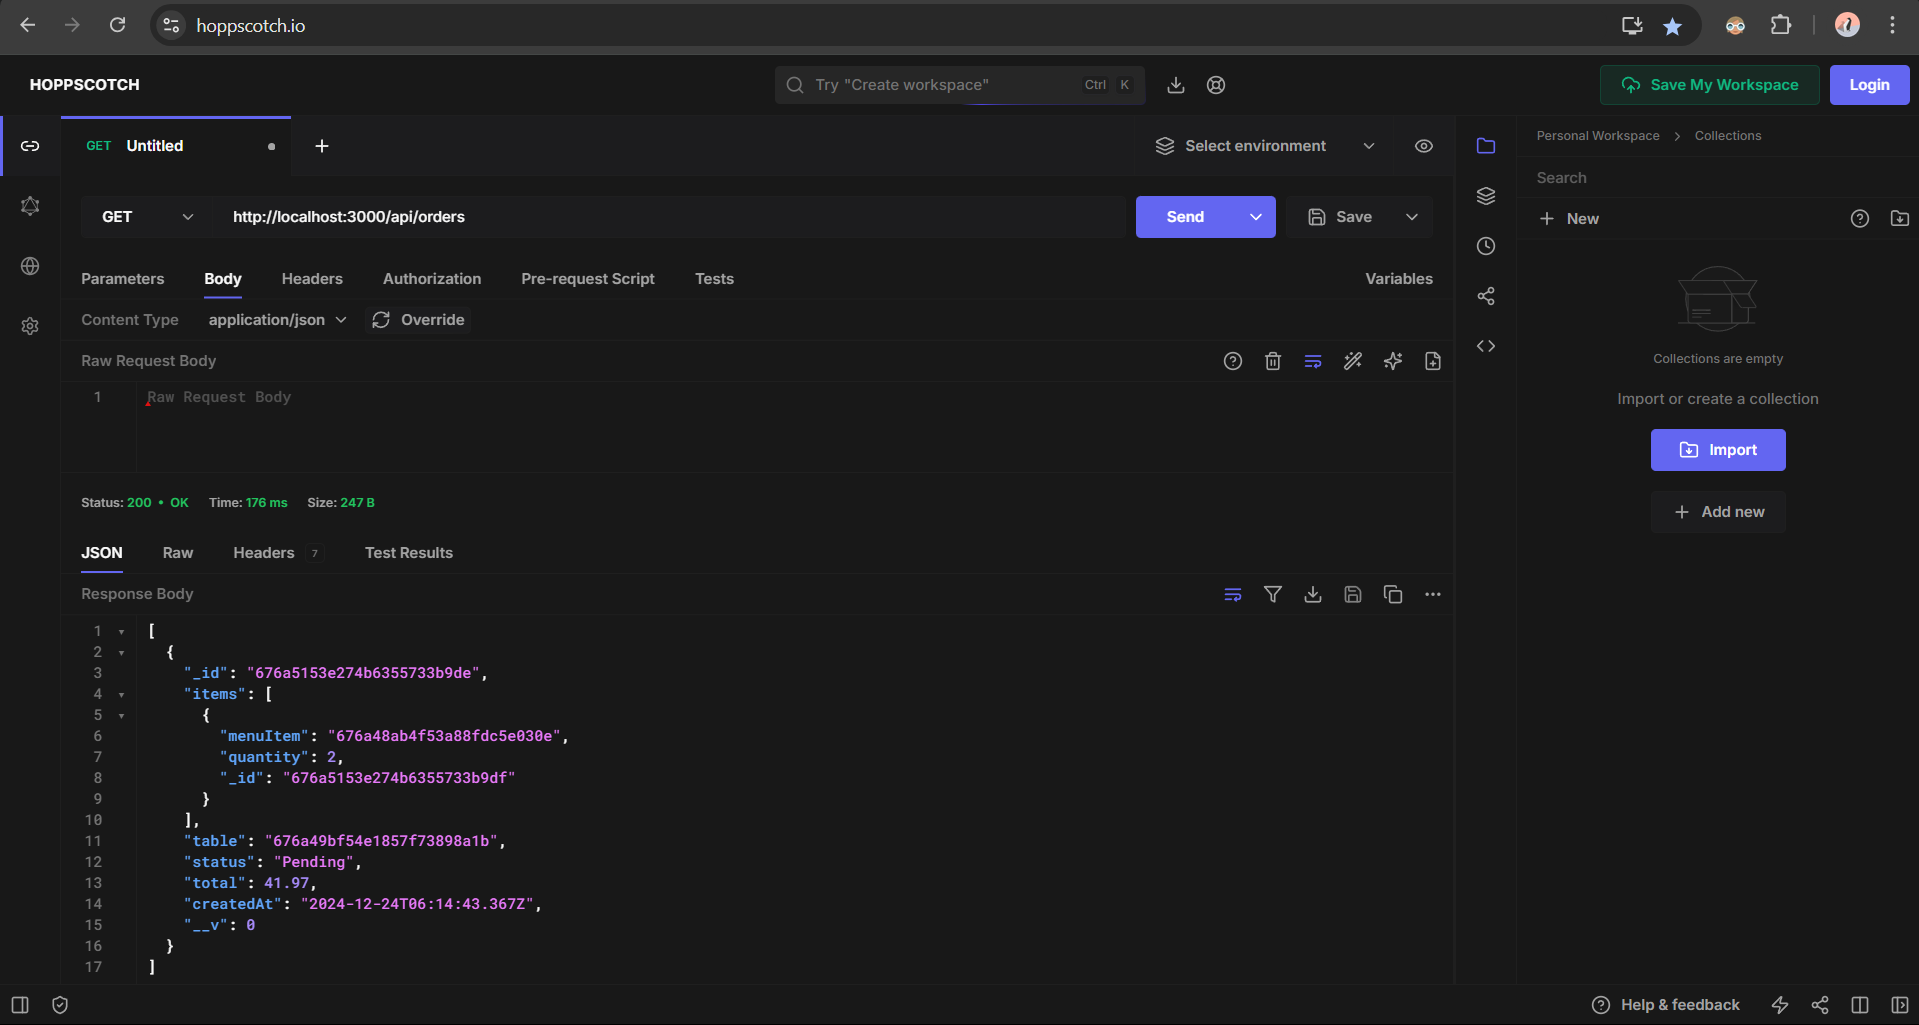 hoppscotch.io
HOPPSCOTCH
Try "Create workspace"
Ctrl K
Save My Workspace
Login
GET Untitled
Select environment
Personal Workspace
Collections
GET
http://localhost:3000/api/orders
Send
Save
Search
New
Parameters
Body
Headers
Authorization
Pre-request Script
Tests
Variables
Content Type
application/json
Override
Raw Request Body
1
Raw Request Body
Collections are empty
Import or create a collection
Import
Add new
Status: 200 • OK
Time: 176 ms
Size: 247 B
JSON
Raw
Headers 7
Test Results
Response Body
1 [
2 {
3 "_id": "676a5153e274b6355733b9de",
4 "items": [
5 {
6 "menuItem": "676a48ab4f53a88fdc5e030e",
7 "quantity": 2,
8 "_id": "676a5153e274b6355733b9df"
9 }
10 ],
11 "table": "676a49bf54e1857f73898a1b",
12 "status": "Pending",
13 "total": 41.97,
14 "createdAt": "2024-12-24T06:14:43.367Z",
15 "__v": 0
16 }
17 ]
Help & feedback